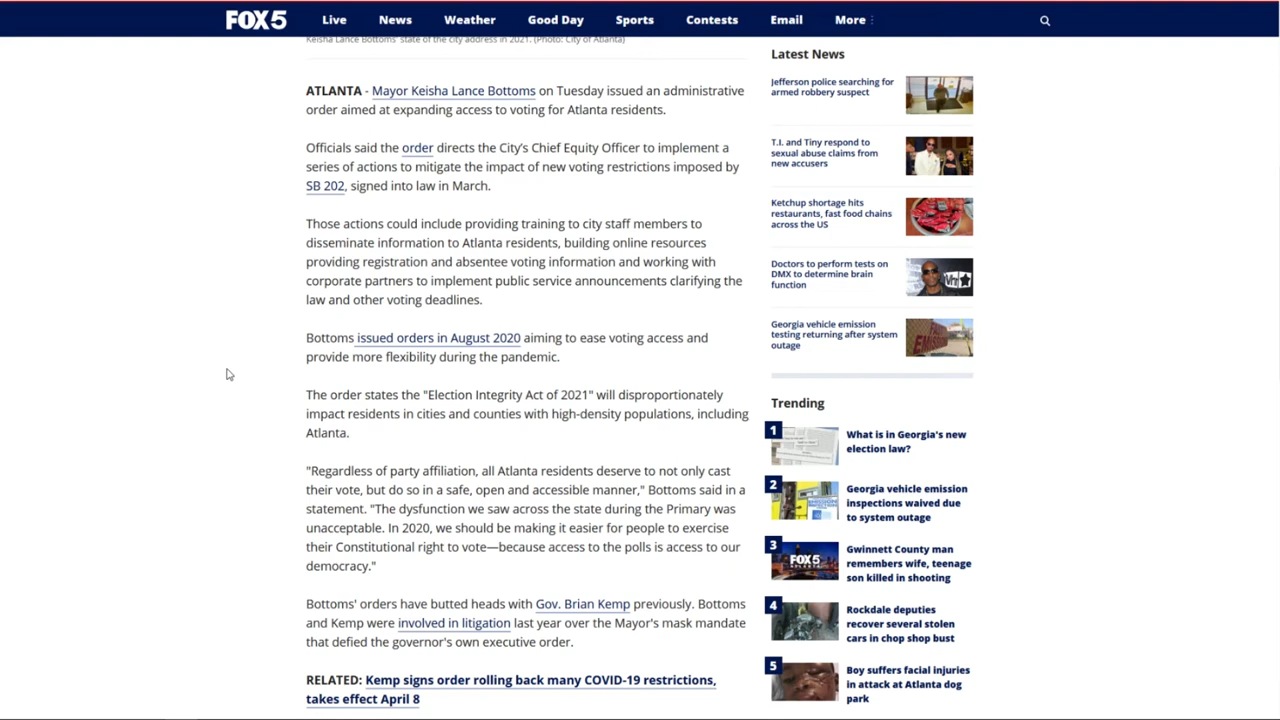 FOX 5 Live News Weather Good Day Sports Contests Email More
Keisha Lance Bottoms' state of the city address in 2021. (Photo: City of Atlanta)
ATLANTA - Mayor Keisha Lance Bottoms on Tuesday issued an administrative
order aimed at expanding access to voting for Atlanta residents.
Officials said the order directs the City's Chief Equity Officer to implement a
series of actions to mitigate the impact of new voting restrictions imposed by
SB 202, signed into law in March.
Those actions could include providing training to city staff members to
disseminate information to Atlanta residents, building online resources
providing registration and absentee voting information and working with
corporate partners to implement public service announcements clarifying the
law and other voting deadlines.
Bottoms issued orders in August 2020 aiming to ease voting access and
provide more flexibility during the pandemic.
The order states the "Election Integrity Act of 2021" will disproportionately
impact residents in cities and counties with high-density populations, including
Atlanta.
"Regardless of party affiliation, all Atlanta residents deserve to not only cast
their vote, but do so in a safe, open and accessible manner," Bottoms said in a
statement. "The dysfunction we saw across the state during the Primary was
unacceptable. In 2020, we should be making it easier for people to exercise
their Constitutional right to vote—because access to the polls is access to our
democracy."
Bottoms' orders have butted heads with Gov. Brian Kemp previously. Bottoms
and Kemp were involved in litigation last year over the Mayor's mask mandate
that defied the governor's own executive order.
RELATED: Kemp signs order rolling back many COVID-19 restrictions,
takes effect April 8
Latest News
Jefferson police searching for
armed robbery suspect
T.I. and Tiny respond to
sexual abuse claims from
new accusers
Ketchup shortage hits
restaurants, fast food chains
across the US
Doctors to perform tests on
DMX to determine brain
function
Georgia vehicle emission
testing returning after system
outage
Trending
1
What is in Georgia's new
election law?
2
Georgia vehicle emission
inspections waived due
to system outage
3
FOX 5
Gwinnett County man
remembers wife, teenage
son killed in shooting
4
Rockdale deputies
recover several stolen
cars in chop shop bust
5
Boy suffers facial injuries
in attack at Atlanta dog
park